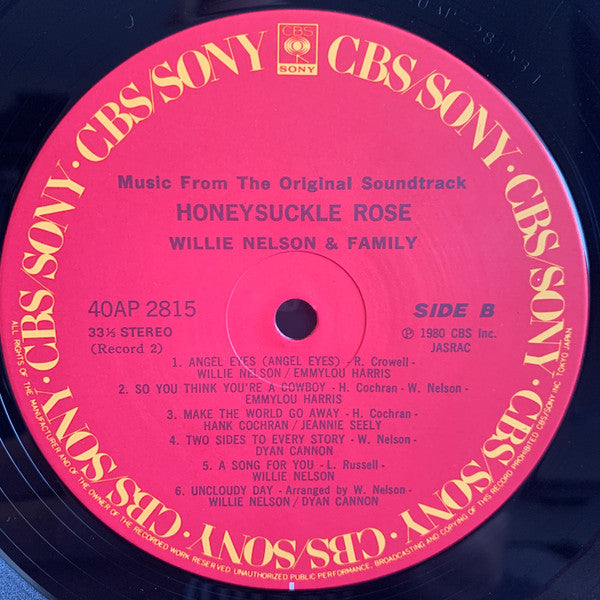 CBS
SONY
CBS/SONY · CBS/SONY · CBS/SONY · CBS/SONY · CBS/SONY · CBS/SONY · CBS/SONY
Music From The Original Soundtrack
HONEYSUCKLE ROSE
WILLIE NELSON & FAMILY
40AP 2815
33⅓ STEREO
(Record 2)
SIDE B
Ⓟ 1980 CBS Inc.
JASRAC
1. ANGEL EYES (ANGEL EYES) - R. Crowell-
WILLIE NELSON / EMMYLOU HARRIS
2. SO YOU THINK YOU'RE A COWBOY - H. Cochran - W. Nelson-
EMMYLOU HARRIS
3. MAKE THE WORLD GO AWAY - H. Cochran-
HANK COCHRAN / JEANNIE SEELY
4. TWO SIDES TO EVERY STORY - W. Nelson-
DYAN CANNON
5. A SONG FOR YOU - L. Russell-
WILLIE NELSON
6. UNCLOUDY DAY - Arranged by W. Nelson-
WILLIE NELSON / DYAN CANNON
ALL RIGHTS OF THE MANUFACTURER AND OF THE OWNER OF THE RECORDED WORK RESERVED. UNAUTHORIZED PUBLIC PERFORMANCE, BROADCASTING AND COPYING OF THIS RECORD PROHIBITED CBS/SONY INC. TOKYO JAPAN